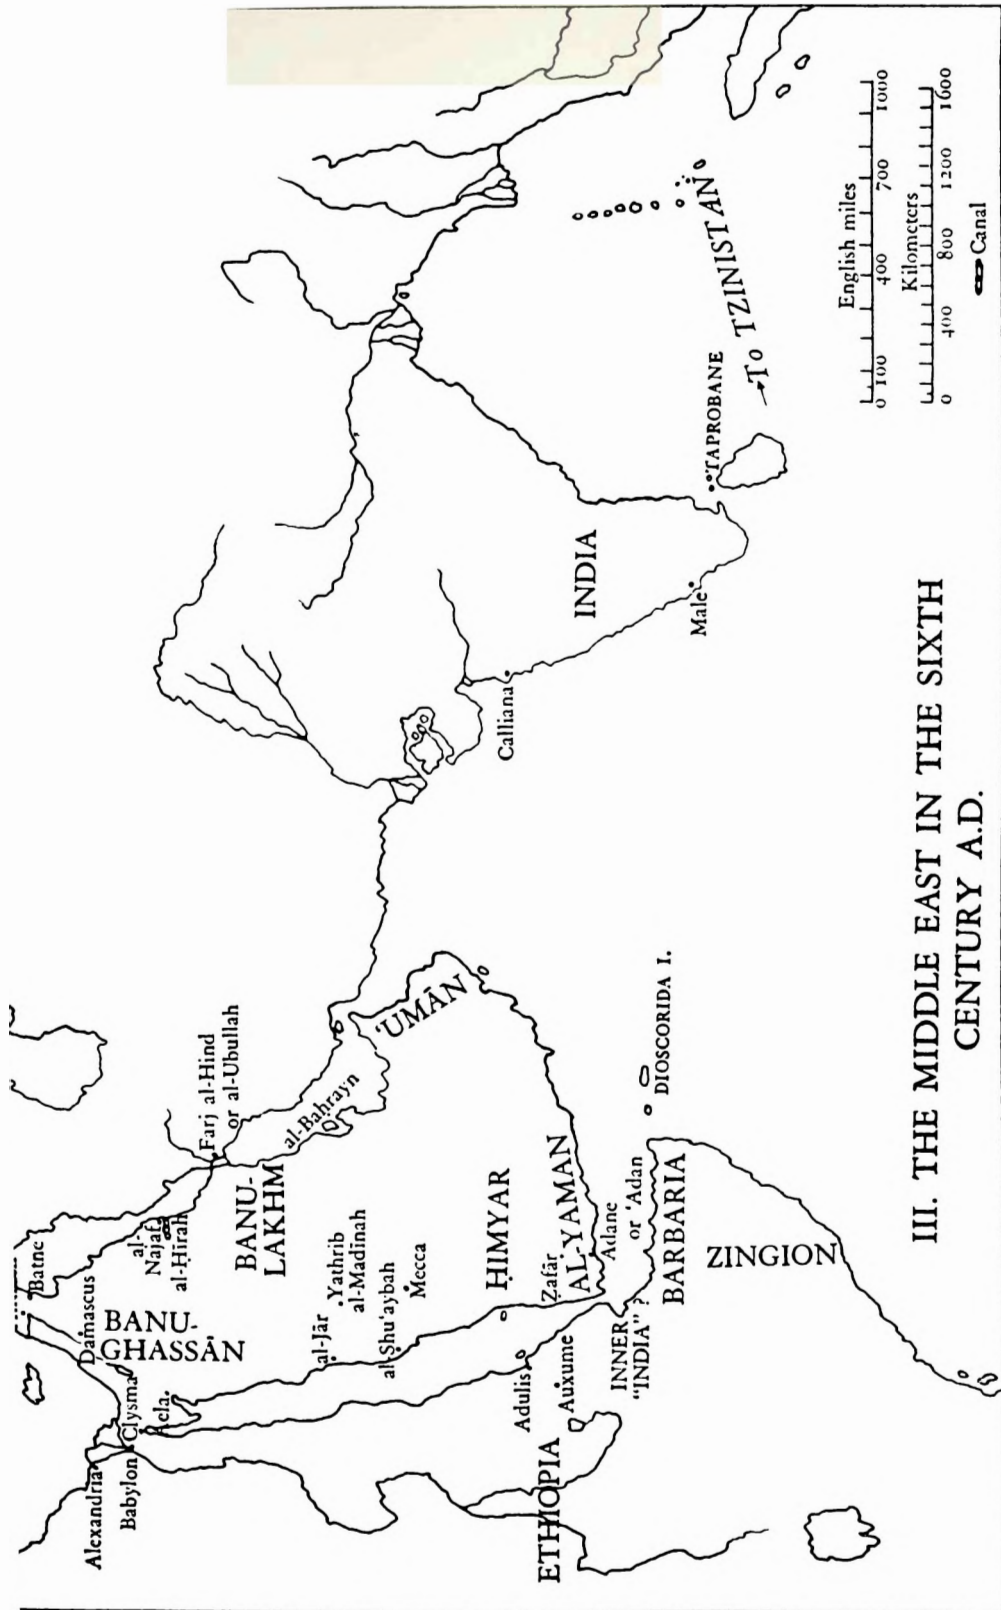 Alexandria
Babylon
Clysma
Aela
Damascus
Batne
BANU-
GHASSĀN
al-
Najaf
al-Ḥīrah
BANU-
LAKHM
Farj al-Hind
or al-Ubullah
al-Baḥrayn
'UMĀN
al-Jār
Yathrib
al-Madīnah
al-Shu'aybah
Mecca
ḤIMYAR
Ẓafār
AL-YAMAN
Adane
or 'Adan
Adulis
Auxume
ETHIOPIA
INNER
"INDIA" ?
BARBARIA
DIOSCORIDA I.
ZINGION
Calliana
INDIA
Male
TAPROBANE
To TZINISTĀN
English miles
0 100 400 700 1000
Kilometers
0 400 800 1200 1600
Canal
III. THE MIDDLE EAST IN THE SIXTH
CENTURY A.D.